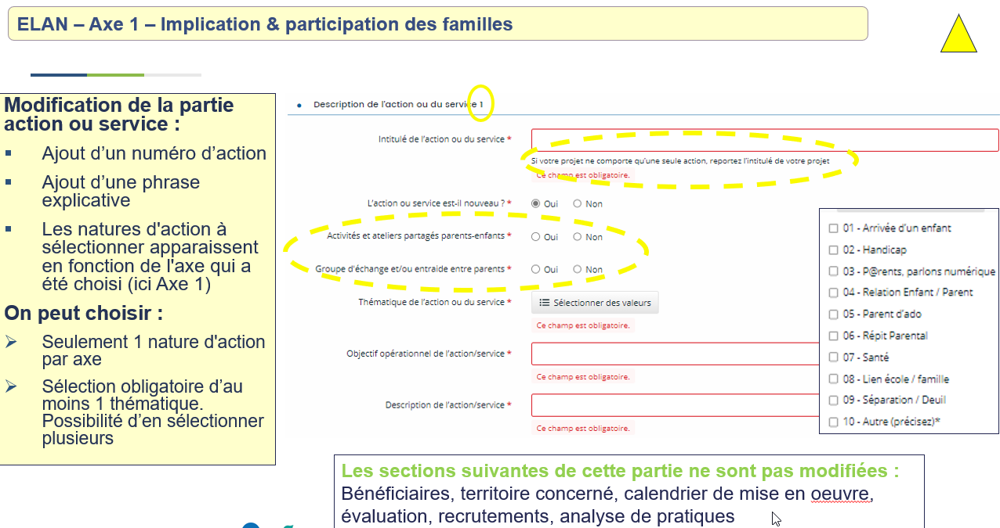 ELAN – Axe 1 – Implication & participation des familles
Modification de la partie
action ou service :
Ajout d’un numéro d’action
Ajout d’une phrase
explicative
Les natures d'action à
sélectionner apparaissent
en fonction de l'axe qui a
été choisi (ici Axe 1)
On peut choisir :
Seulement 1 nature d'action
par axe
Sélection obligatoire d’au
moins 1 thématique.
Possibilité d’en sélectionner
plusieurs
Description de l'action ou du service 1
Intitulé de l'action ou du service *
Si votre projet ne comporte qu'une seule action, reportez l'intitulé de votre projet
Ce champ est obligatoire.
L'action ou service est-il nouveau ? * Oui Non
Activités et ateliers partagés parents-enfants * Oui Non
Groupe d'échange et/ou entraide entre parents * Oui Non
Thématique de l'action ou du service * Sélectionner des valeurs
Ce champ est obligatoire.
Objectif opérationnel de l'action/service *
Ce champ est obligatoire.
Description de l'action/service *
Ce champ est obligatoire.
01 - Arrivée d'un enfant
02 - Handicap
03 - P@rents, parlons numérique
04 - Relation Enfant / Parent
05 - Parent d'ado
06 - Répit Parental
07 - Santé
08 - Lien école / famille
09 - Séparation / Deuil
10 - Autre (précisez)*
Les sections suivantes de cette partie ne sont pas modifiées :
Bénéficiaires, territoire concerné, calendrier de mise en oeuvre,
évaluation, recrutements, analyse de pratiques